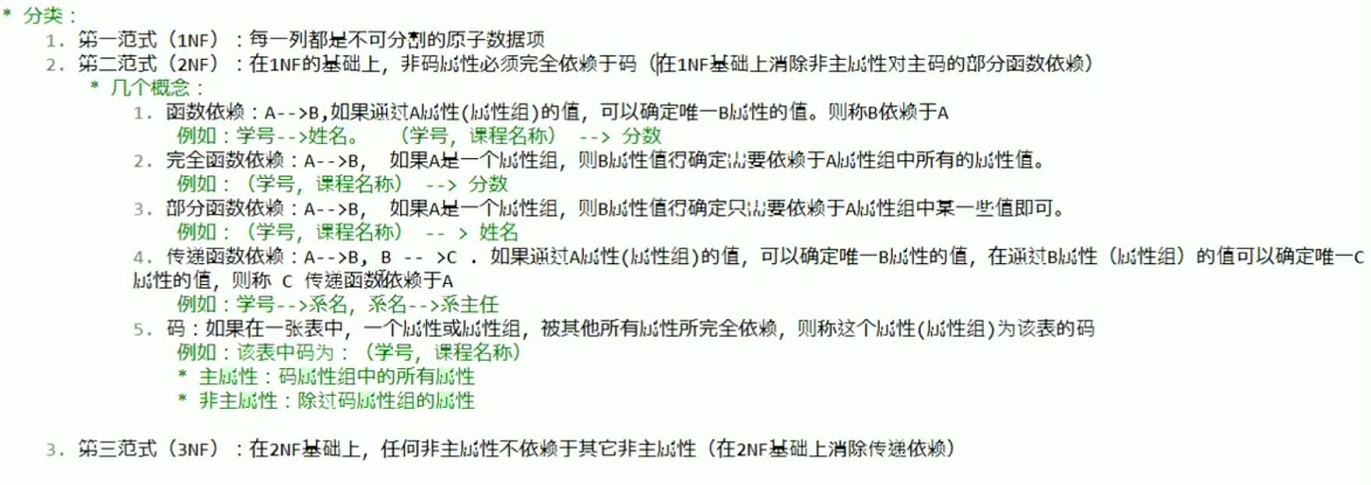 * 分类：
1. 第一范式（1NF）：每一列都是不可分割的原子数据项
2. 第二范式（2NF）：在1NF的基础上，非码属性必须完全依赖于码（在1NF基础上消除非主属性对主码的部分函数依赖）
* 几个概念：
1. 函数依赖：A-->B,如果通过A属性(属性组)的值，可以确定唯一B属性的值。则称B依赖于A
例如：学号-->姓名。 （学号，课程名称） --> 分数
2. 完全函数依赖：A-->B， 如果A是一个属性组，则B属性值得确定需要依赖于A属性组中所有的属性值。
例如：（学号，课程名称） --> 分数
3. 部分函数依赖：A-->B， 如果A是一个属性组，则B属性值得确定只需要依赖于A属性组中某一些值即可。
例如：（学号，课程名称） -- > 姓名
4. 传递函数依赖：A-->B, B -- >C . 如果通过A属性(属性组)的值，可以确定唯一B属性的值，在通过B属性（属性组）的值可以确定唯一C
属性的值，则称 C 传递函数依赖于A
例如：学号-->系名，系名-->系主任
5. 码：如果在一张表中，一个属性或属性组，被其他所有属性所完全依赖，则称这个属性(属性组)为该表的码
例如：该表中码为：（学号，课程名称）
* 主属性：码属性组中的所有属性
* 非主属性：除过码属性组的属性
3. 第三范式（3NF）：在2NF基础上，任何非主属性不依赖于其它非主属性（在2NF基础上消除传递依赖）